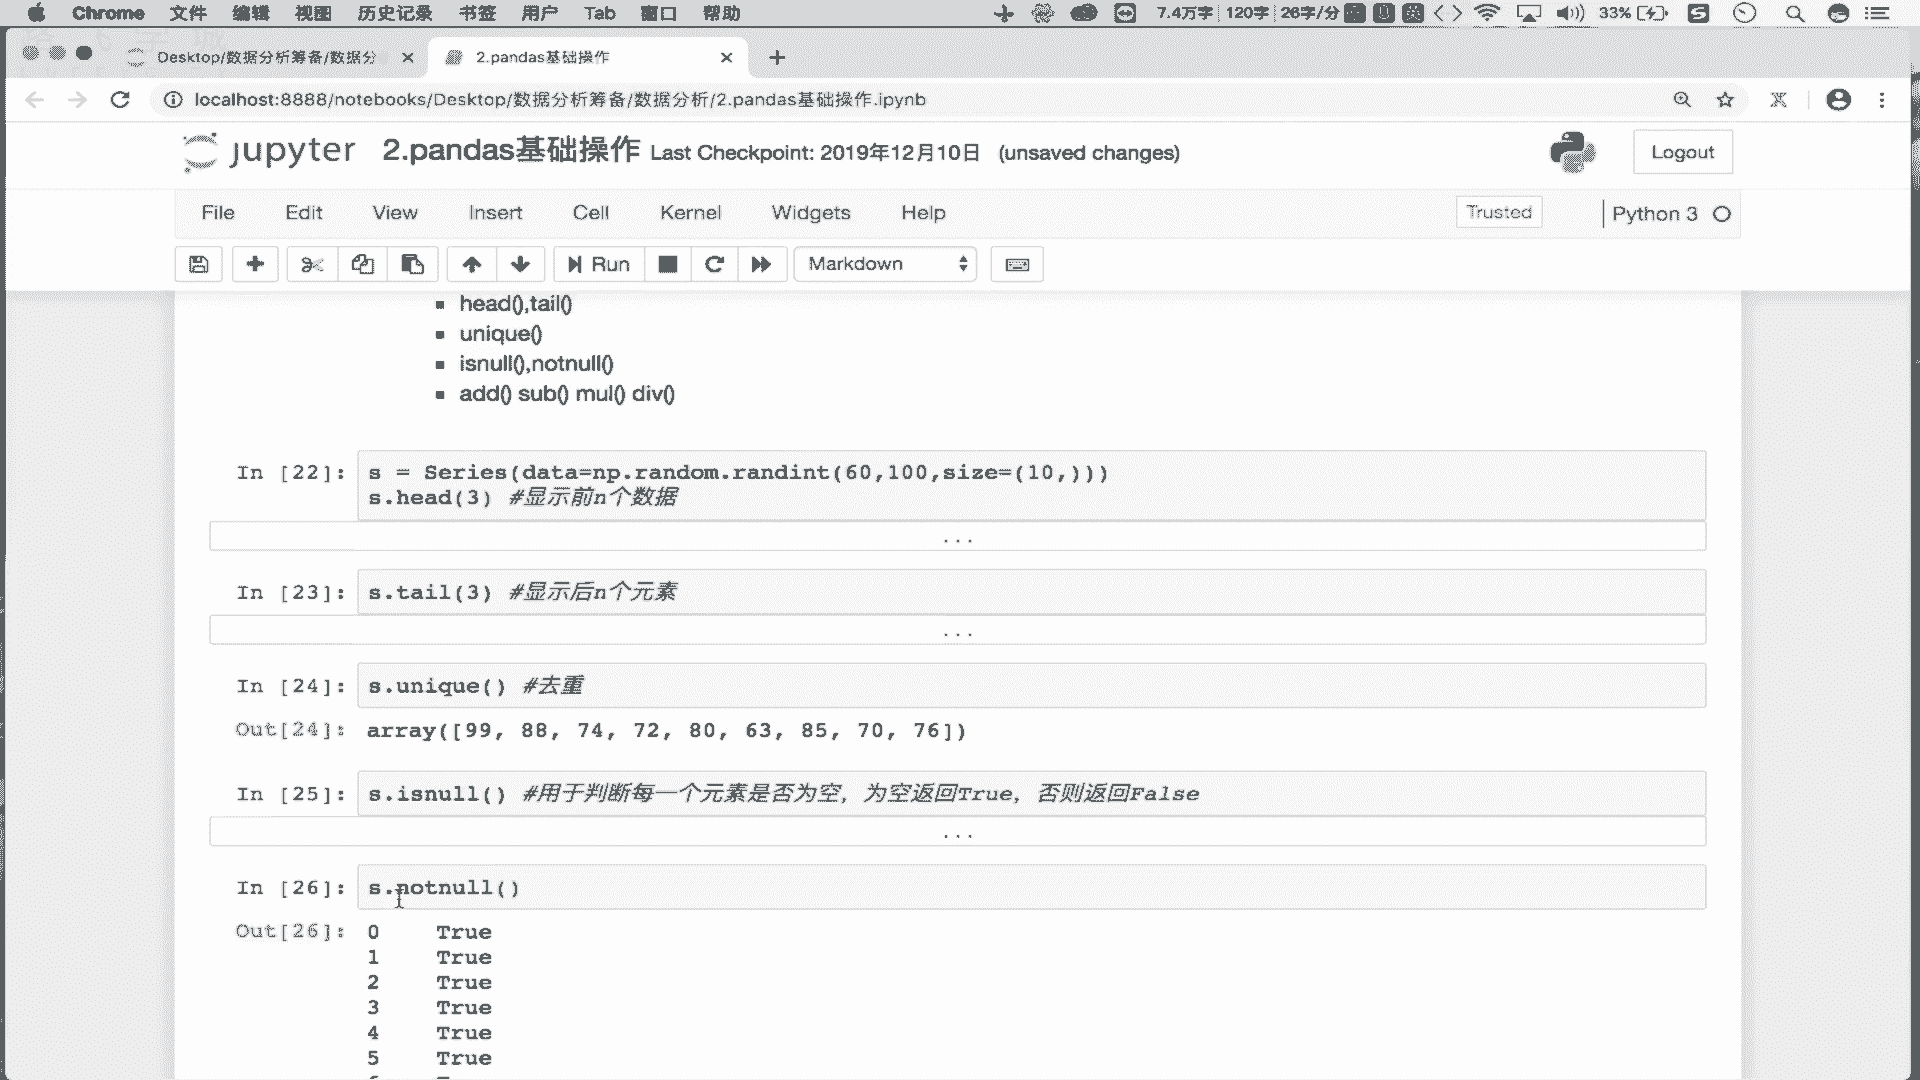 Chrome 文件 编辑 视图 历史记录 书签 用户 Tab 窗口 帮助 7.4万字 120字 26字/分 英 33%
Desktop/数据分析筹备/数据分 2.pandas基础操作
localhost:8888/notebooks/Desktop/数据分析筹备/数据分析/2.pandas基础操作.ipynb
jupyter 2.pandas基础操作 Last Checkpoint: 2019年12月10日 (unsaved changes) Logout
File Edit View Insert Cell Kernel Widgets Help Trusted Python 3
Run Markdown
head(),tail()
unique()
isnull(),notnull()
add() sub() mul() div()
In [22]: s = Series(data=np.random.randint(60,100,size=(10,)))
s.head(3) #显示前n个数据
...
In [23]: s.tail(3) #显示后n个元素
...
In [24]: s.unique() #去重
Out[24]: array([99, 88, 74, 72, 80, 63, 85, 70, 76])
In [25]: s.isnull() #用于判断每一个元素是否为空，为空返回True，否则返回False
...
In [26]: s.notnull()
Out[26]: 0 True
1 True
2 True
3 True
4 True
5 True